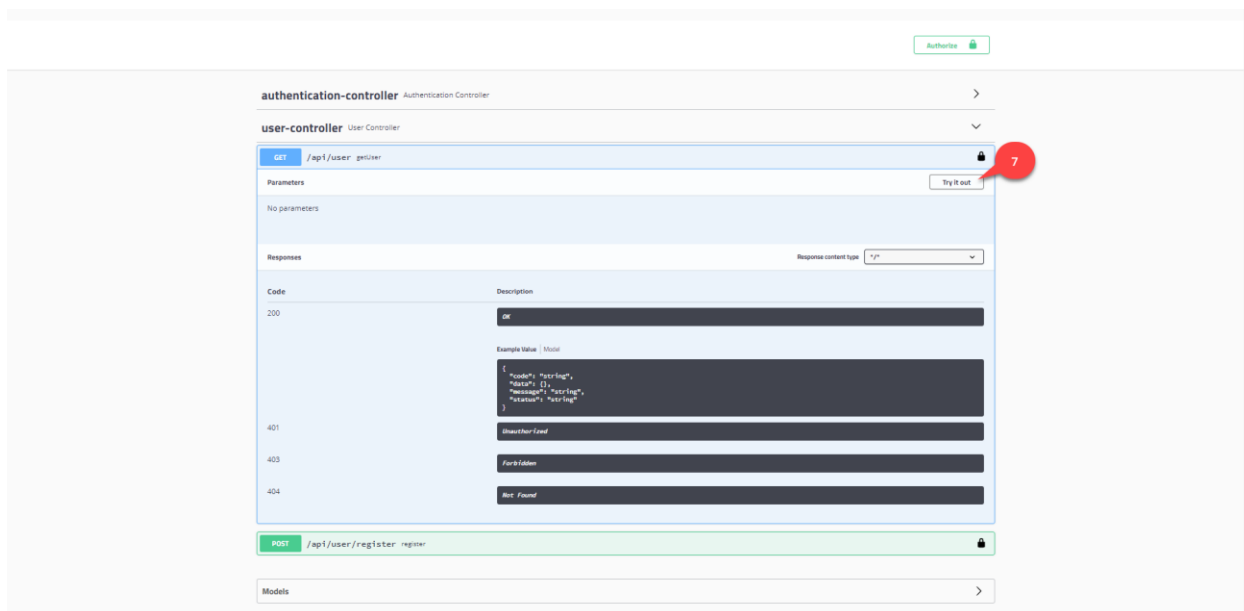 Authorize
authentication-controller Authentication Controller
user-controller User Controller
GET /api/user getUser
7
Parameters
Try it out
No parameters
Responses
Response content type */*
Code Description
200
OK
Example Value Model
{
"code": "string",
"data": {},
"message": "string",
"status": "string"
}
401 Unauthorized
403 Forbidden
404 Not Found
POST /api/user/register register
Models